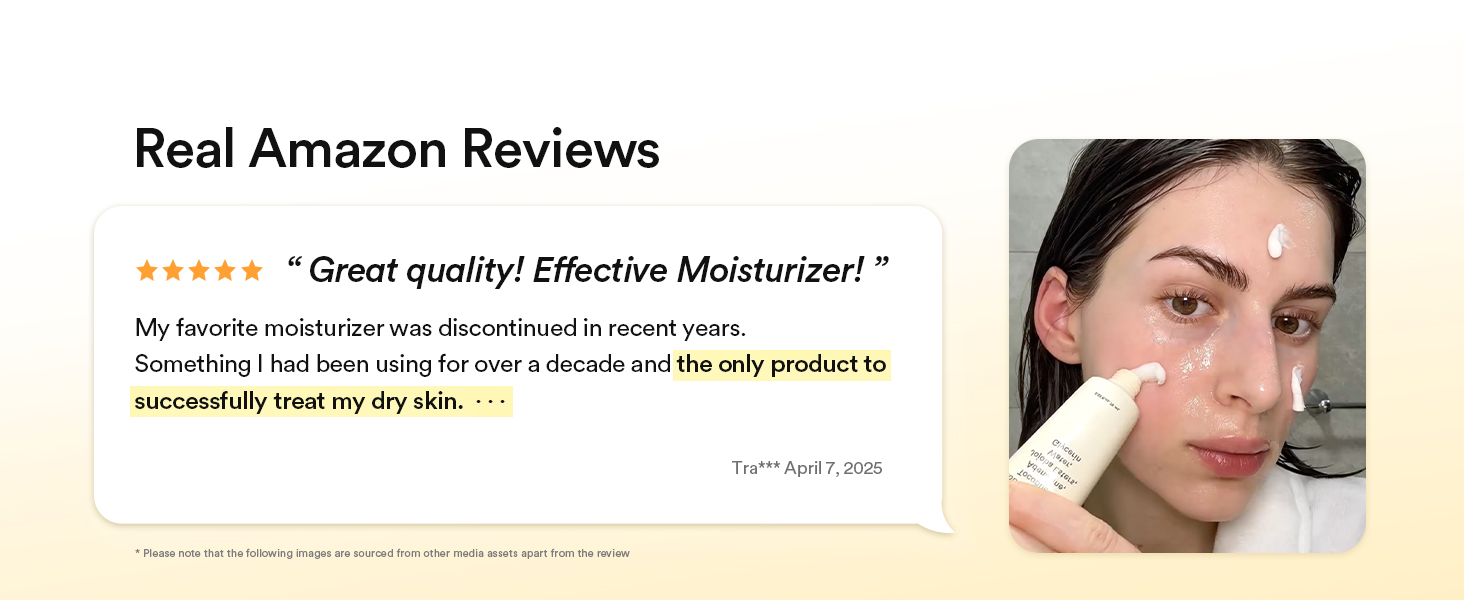 Real Amazon Reviews
“ Great quality! Effective Moisturizer! ”
My favorite moisturizer was discontinued in recent years.
Something I had been using for over a decade and the only product to
successfully treat my dry skin. ···
Tra*** April 7, 2025
* Please note that the following images are sourced from other media assets apart from the review